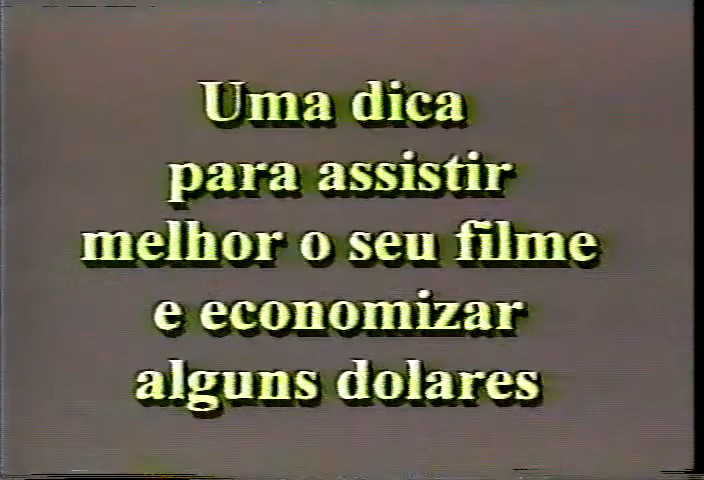 Uma dica
para assistir
melhor o seu filme
e economizar
alguns dolares